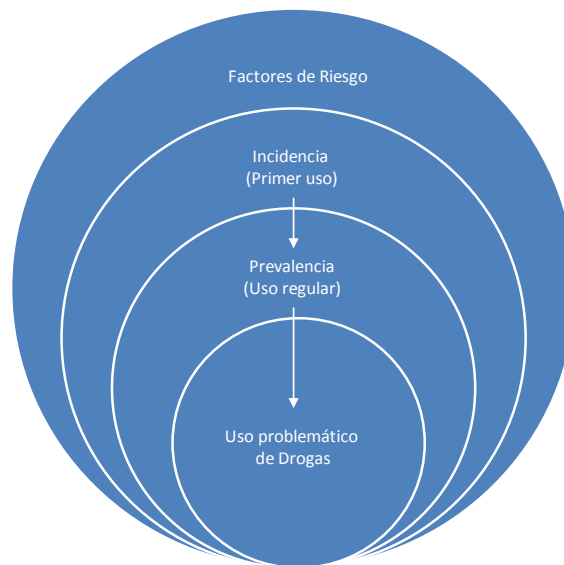 Factores de Riesgo
Incidencia
(Primer uso)
Prevalencia
(Uso regular)
Uso problemático
de Drogas